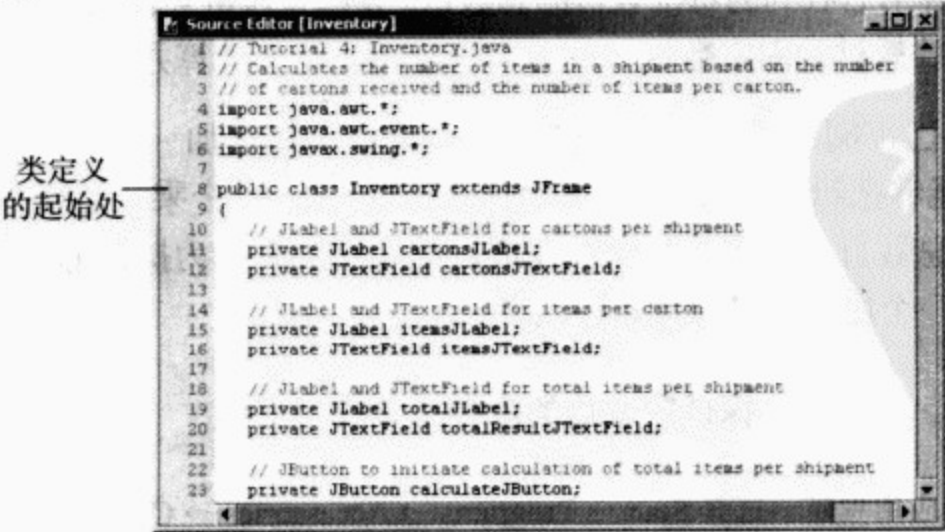 Source Editor [Inventory]
类定义
的起始处
1 // Tutorial 4: Inventory.java
2 // Calculates the number of items in a shipment based on the number
3 // of cartons received and the number of items per carton.
4 import java.awt.*;
5 import java.awt.event.*;
6 import javax.swing.*;
7
8 public class Inventory extends JFrame
9 {
10 // JLabel and JTextField for cartons per shipment
11 private JLabel cartonsJLabel;
12 private JTextField cartonsJTextField;
13
14 // JLabel and JTextField for items per carton
15 private JLabel itemsJLabel;
16 private JTextField itemsJTextField;
17
18 // JLabel and JTextField for total items per shipment
19 private JLabel totalJLabel;
20 private JTextField totalResultJTextField;
21
22 // JButton to initiate calculation of total items per shipment
23 private JButton calculateJButton;